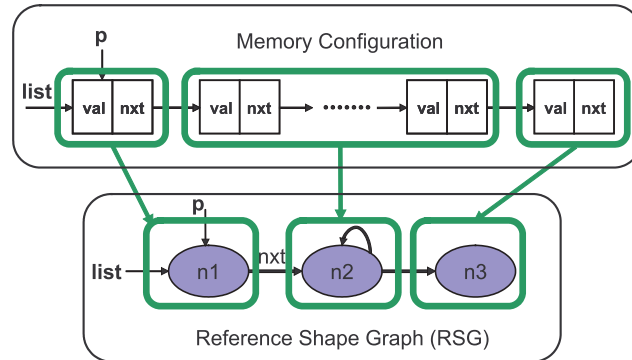 p
Memory Configuration
list
val nxt val nxt ....... val nxt val nxt
p
nxt
list n1 n2 n3
Reference Shape Graph (RSG)